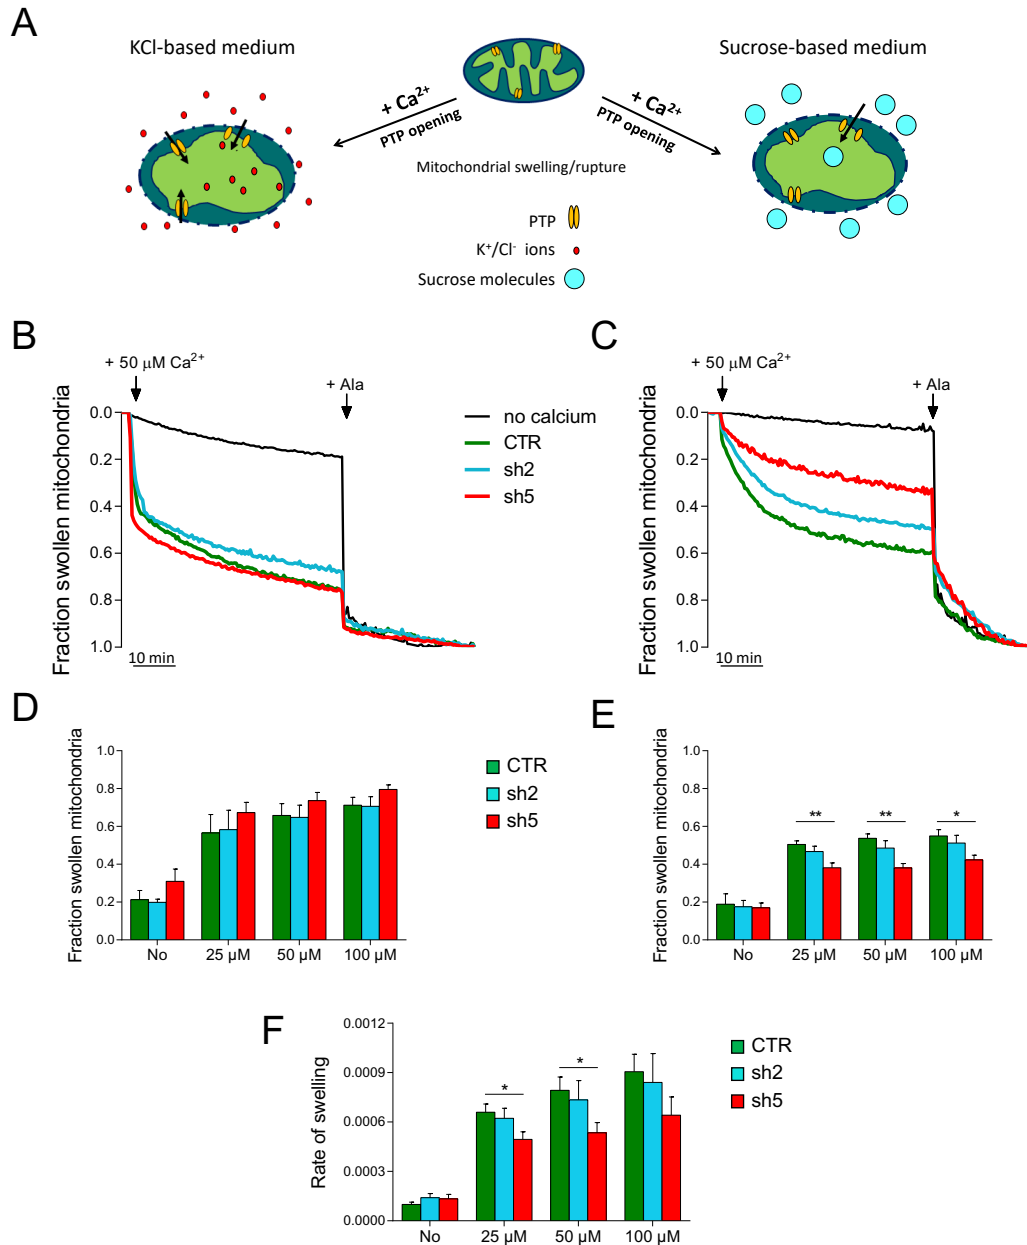 A
KCl-based medium
Sucrose-based medium
+ Ca²⁺
PTP opening
+ Ca²⁺
PTP opening
Mitochondrial swelling/rupture
PTP
K⁺/Cl⁻ ions
Sucrose molecules
B
+ 50 μM Ca²⁺
+ Ala
Fraction swollen mitochondria
0.0
0.2
0.4
0.6
0.8
1.0
10 min
no calcium
CTR
sh2
sh5
C
+ 50 μM Ca²⁺
+ Ala
Fraction swollen mitochondria
0.0
0.2
0.4
0.6
0.8
1.0
10 min
D
Fraction swollen mitochondria
1.0
0.8
0.6
0.4
0.2
0.0
No 25 μM 50 μM 100 μM
CTR
sh2
sh5
E
Fraction swollen mitochondria
1.0
0.8
0.6
0.4
0.2
0.0
** ** *
No 25 μM 50 μM 100 μM
F
Rate of swelling
0.0012
0.0009
0.0006
0.0003
0.0000
* *
No 25 μM 50 μM 100 μM
CTR
sh2
sh5